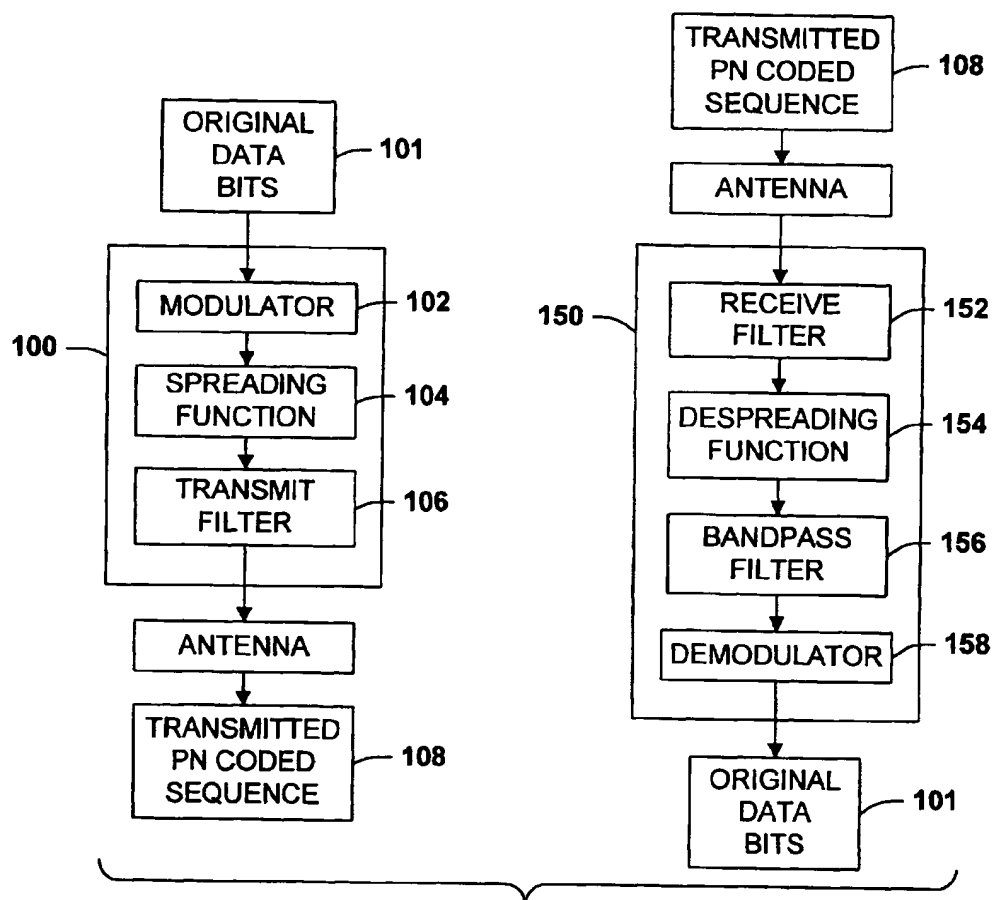 ORIGINAL
DATA
BITS
101
100
MODULATOR
102
SPREADING
FUNCTION
104
TRANSMIT
FILTER
106
ANTENNA
TRANSMITTED
PN CODED
SEQUENCE
108
TRANSMITTED
PN CODED
SEQUENCE
108
ANTENNA
150
RECEIVE
FILTER
152
DESPREADING
FUNCTION
154
BANDPASS
FILTER
156
DEMODULATOR
158
ORIGINAL
DATA
BITS
101